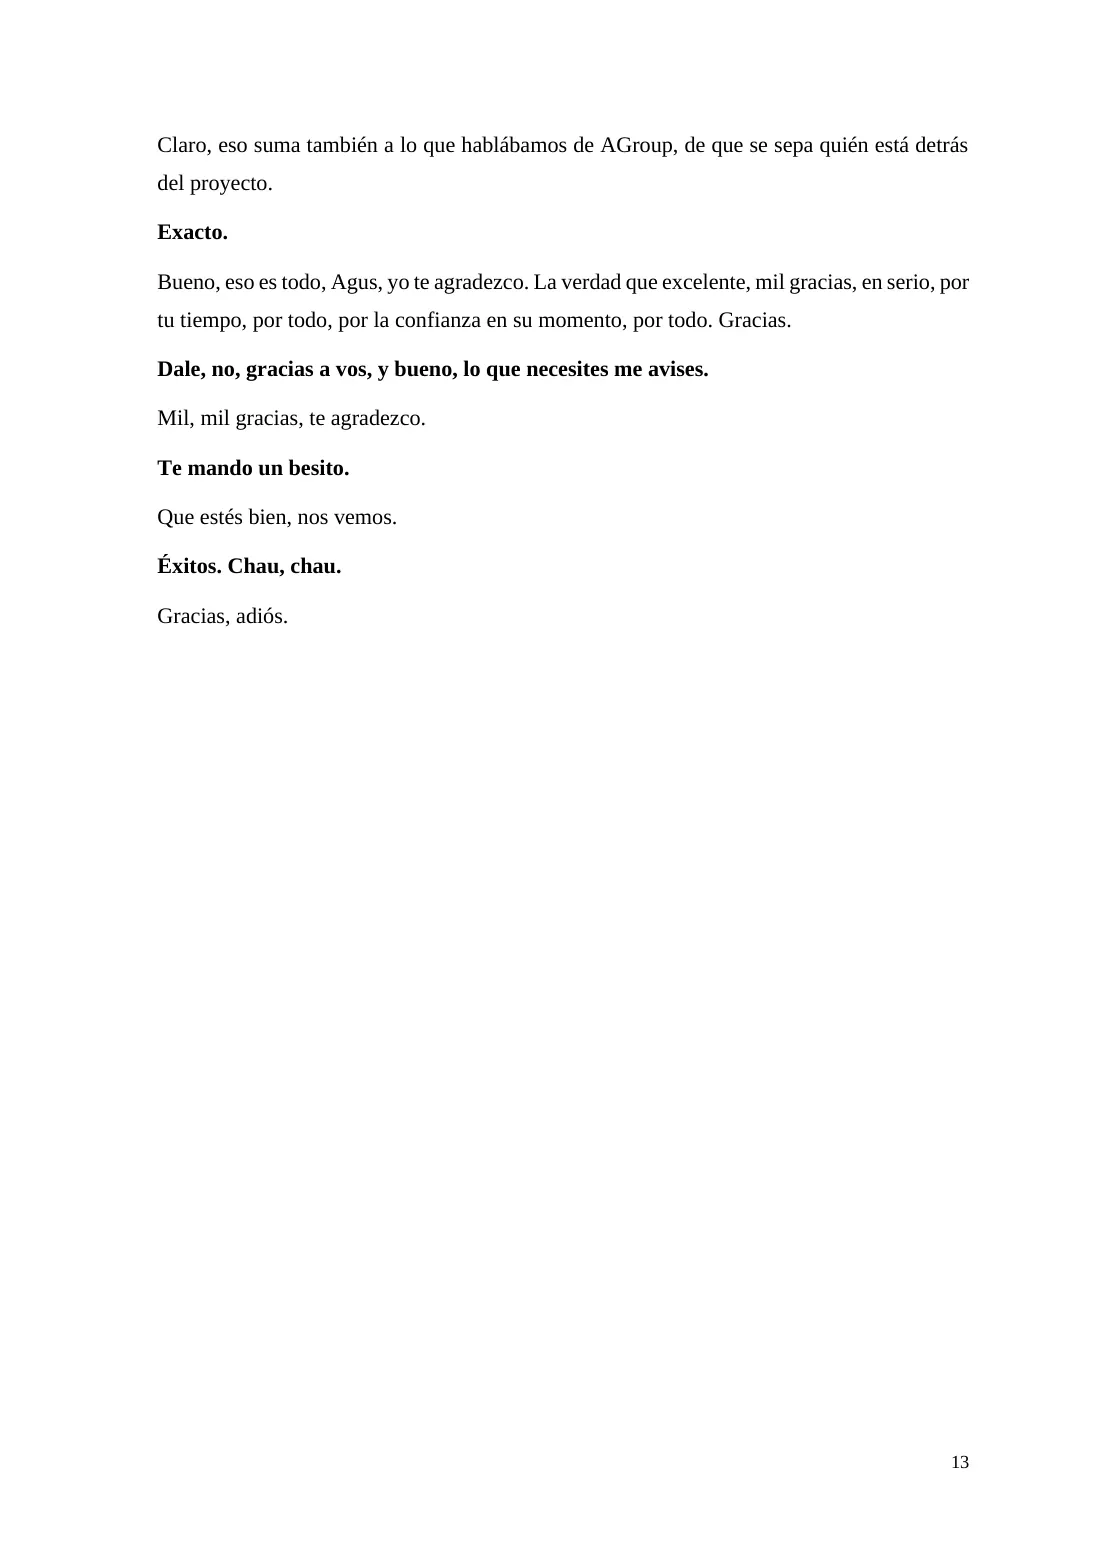 Claro, eso suma también a lo que hablábamos de AGroup, de que se sepa quién está detrás
del proyecto.
Exacto.
Bueno, eso es todo, Agus, yo te agradezco. La verdad que excelente, mil gracias, en serio, por
tu tiempo, por todo, por la confianza en su momento, por todo. Gracias.
Dale, no, gracias a vos, y bueno, lo que necesites me avises.
Mil, mil gracias, te agradezco.
Te mando un besito.
Que estés bien, nos vemos.
Éxitos. Chau, chau.
Gracias, adiós.
13